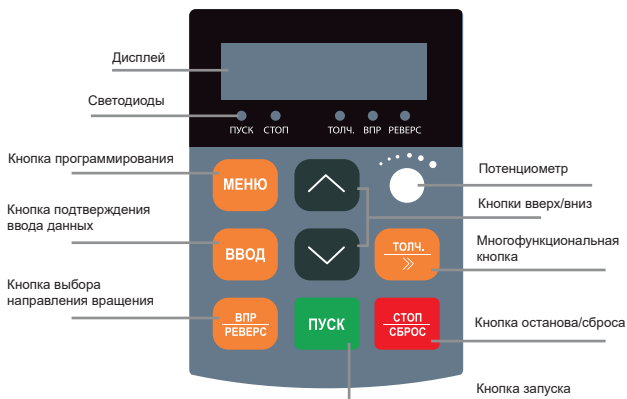 Дисплей
Светодиоды
ПУСК СТОП ТОЛЧ. ВПР РЕВЕРС
Кнопка программирования
МЕНЮ
Потенциометр
Кнопки вверх/вниз
Кнопка подтверждения
ввода данных
ВВОД
ТОЛЧ.
Многофункциональная
кнопка
Кнопка выбора
направления вращения
ВПР
РЕВЕРС
ПУСК
СТОП
СБРОС
Кнопка останова/сброса
Кнопка запуска